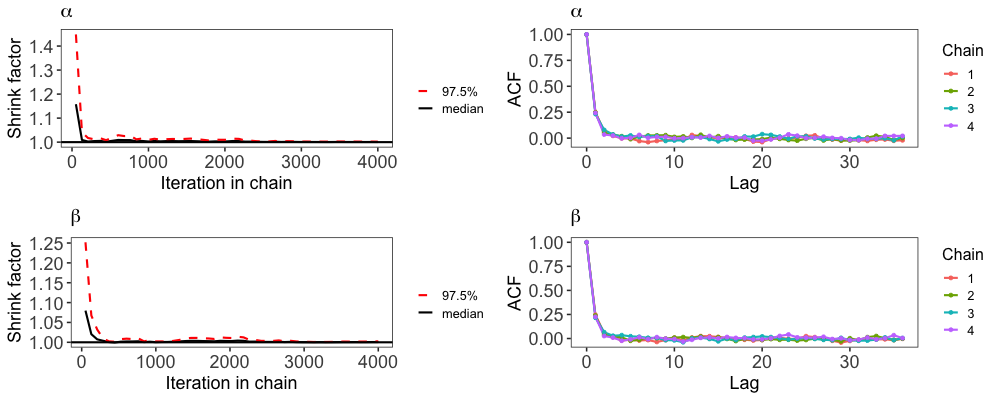 α
Shrink factor
1.4
1.3
1.2
1.1
1.0
0 1000 2000 3000 4000
Iteration in chain
97.5%
median
α
ACF
1.00
0.75
0.50
0.25
0.00
0 10 20 30
Lag
Chain
1
2
3
4
β
Shrink factor
1.25
1.20
1.15
1.10
1.05
1.00
0 1000 2000 3000 4000
Iteration in chain
97.5%
median
β
ACF
1.00
0.75
0.50
0.25
0.00
0 10 20 30
Lag
Chain
1
2
3
4